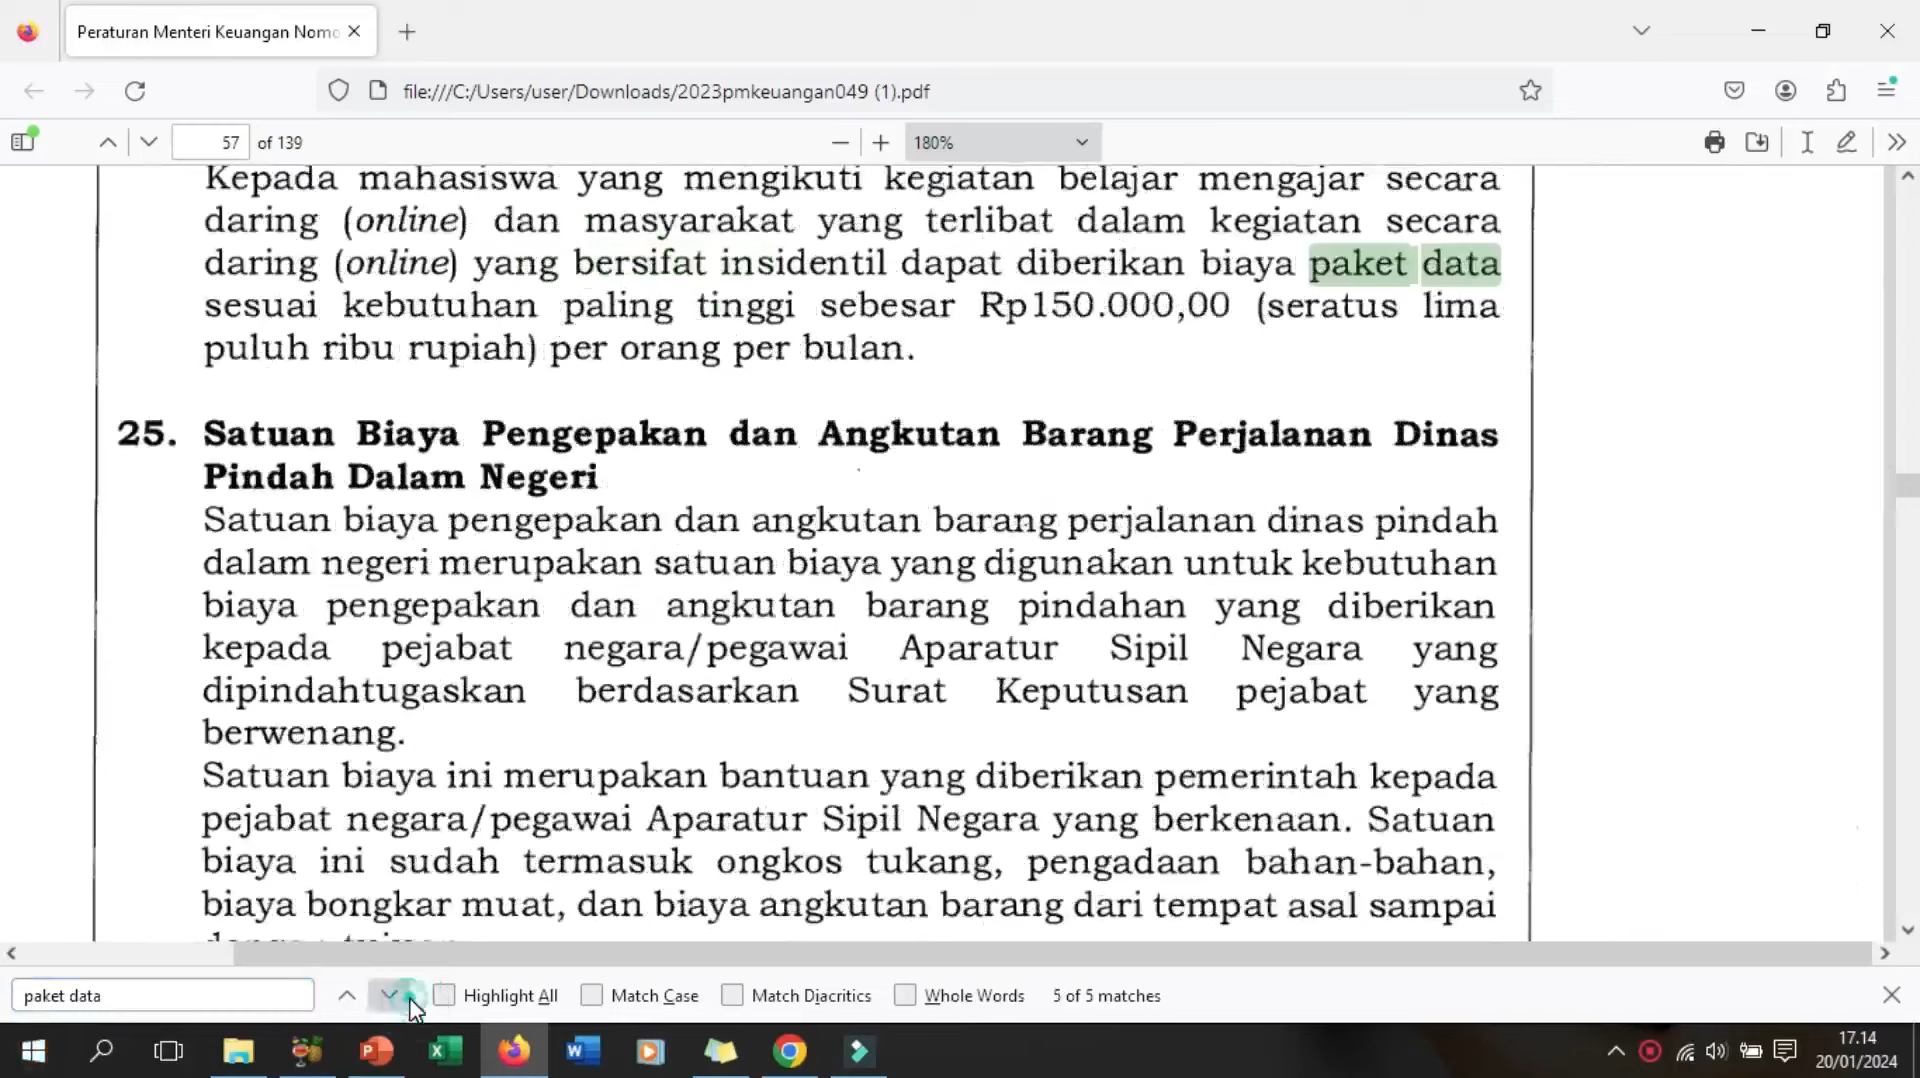 Peraturan Menteri Keuangan Nomo
file:///C:/Users/user/Downloads/2023pmkeuangan049 (1).pdf
57 of 139
180%
Kepada mahasiswa yang mengikuti kegiatan belajar mengajar secara
daring (online) dan masyarakat yang terlibat dalam kegiatan secara
daring (online) yang bersifat insidentil dapat diberikan biaya paket data
sesuai kebutuhan paling tinggi sebesar Rp150.000,00 (seratus lima
puluh ribu rupiah) per orang per bulan.
25. Satuan Biaya Pengepakan dan Angkutan Barang Perjalanan Dinas
Pindah Dalam Negeri
Satuan biaya pengepakan dan angkutan barang perjalanan dinas pindah
dalam negeri merupakan satuan biaya yang digunakan untuk kebutuhan
biaya pengepakan dan angkutan barang pindahan yang diberikan
kepada pejabat negara/pegawai Aparatur Sipil Negara yang
dipindahtugaskan berdasarkan Surat Keputusan pejabat yang
berwenang.
Satuan biaya ini merupakan bantuan yang diberikan pemerintah kepada
pejabat negara/pegawai Aparatur Sipil Negara yang berkenaan. Satuan
biaya ini sudah termasuk ongkos tukang, pengadaan bahan-bahan,
biaya bongkar muat, dan biaya angkutan barang dari tempat asal sampai
paket data
Highlight All
Match Case
Match Diacritics
Whole Words
5 of 5 matches
17.14
20/01/2024